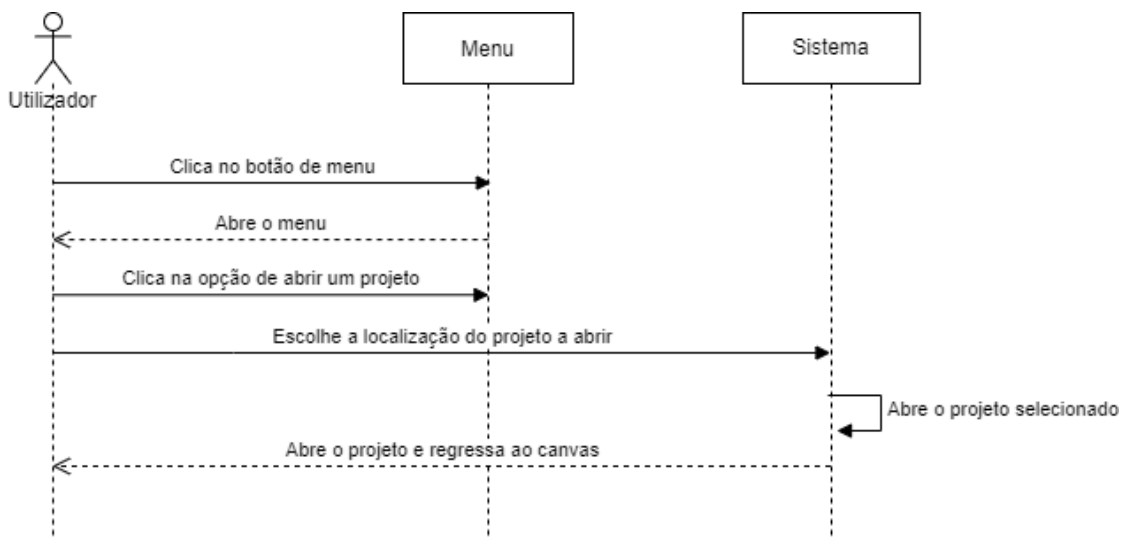 Menu
Sistema
Utilizador
Clica no botão de menu
Abre o menu
Clica na opção de abrir um projeto
Escolhe a localização do projeto a abrir
Abre o projeto selecionado
Abre o projeto e regressa ao canvas